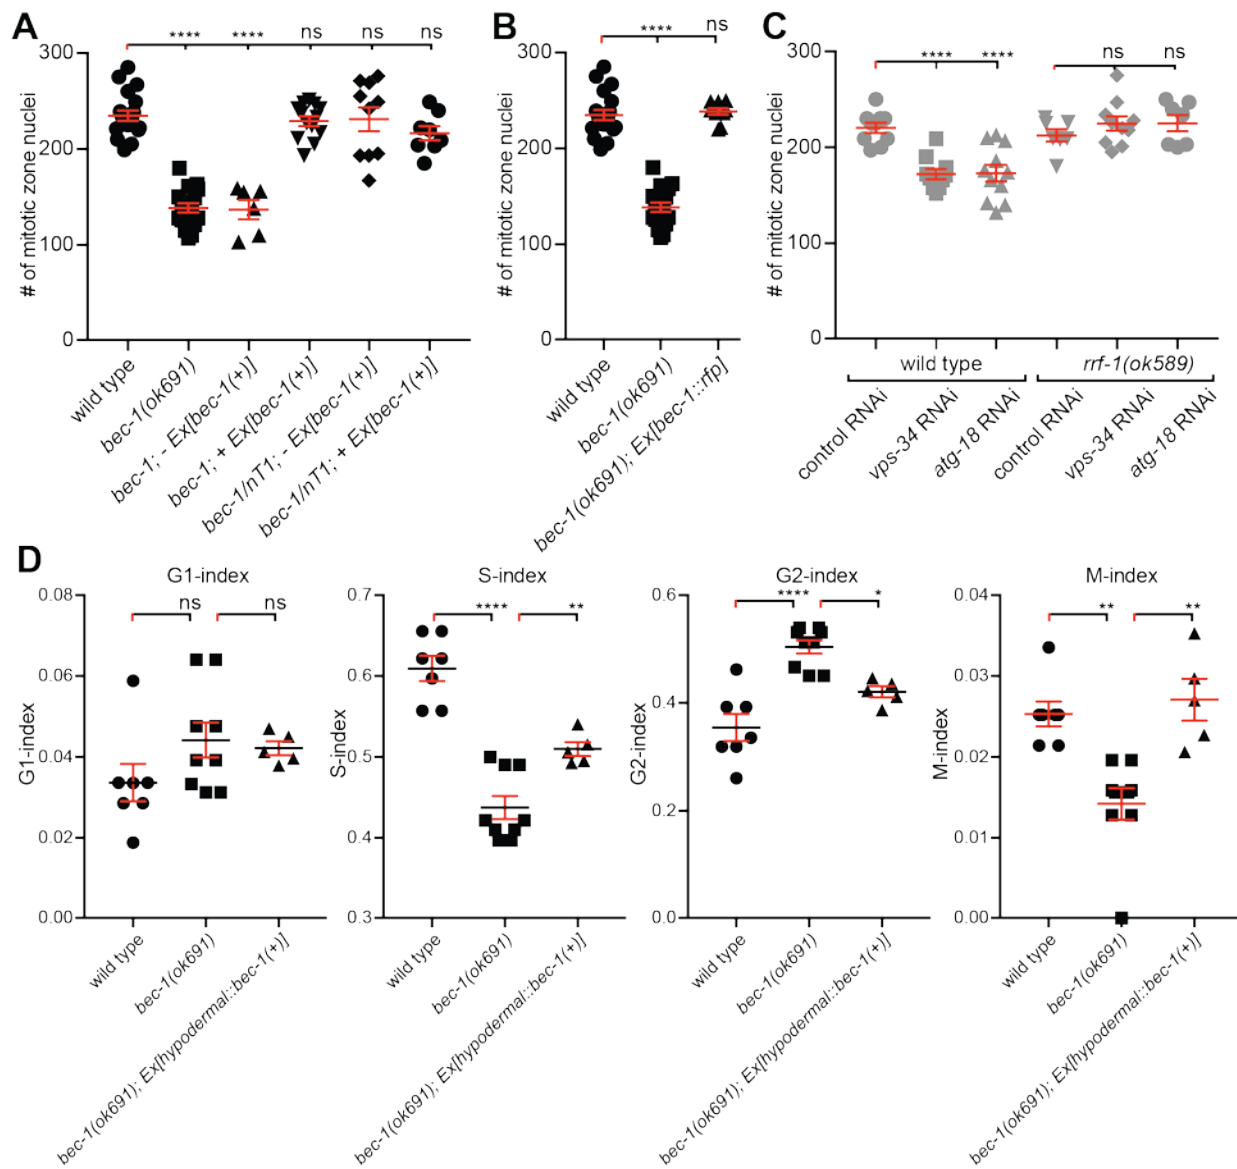 A
B
C
**** **** ns ns ns
**** ns
**** **** ns ns
# of mitotic zone nuclei
300
200
100
0
wild type
bec-1(ok691)
bec-1; - Ex[bec-1(+)]
bec-1; + Ex[bec-1(+)]
bec-1/nT1; - Ex[bec-1(+)]
bec-1/nT1; + Ex[bec-1(+)]
# of mitotic zone nuclei
300
200
100
0
wild type
bec-1(ok691)
bec-1(ok691); Ex[bec-1::rfp]
# of mitotic zone nuclei
300
200
100
0
wild type
rrf-1(ok589)
control RNAi
vps-34 RNAi
atg-18 RNAi
control RNAi
vps-34 RNAi
atg-18 RNAi
D
G1-index
ns ns
G1-index
0.08
0.06
0.04
0.02
0.00
wild type
bec-1(ok691)
bec-1(ok691); Ex[hypodermal::bec-1(+)]
S-index
**** **
S-index
0.7
0.6
0.5
0.4
0.3
wild type
bec-1(ok691)
bec-1(ok691); Ex[hypodermal::bec-1(+)]
G2-index
**** *
G2-index
0.6
0.4
0.2
0.0
wild type
bec-1(ok691)
bec-1(ok691); Ex[hypodermal::bec-1(+)]
M-index
** **
M-index
0.04
0.03
0.02
0.01
0.00
wild type
bec-1(ok691)
bec-1(ok691); Ex[hypodermal::bec-1(+)]